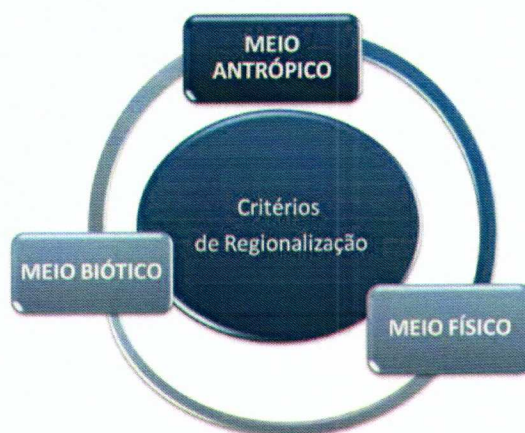 MEIO
ANTRÓPICO
Critérios
de Regionalização
MEIO BIÓTICO
MEIO FÍSICO